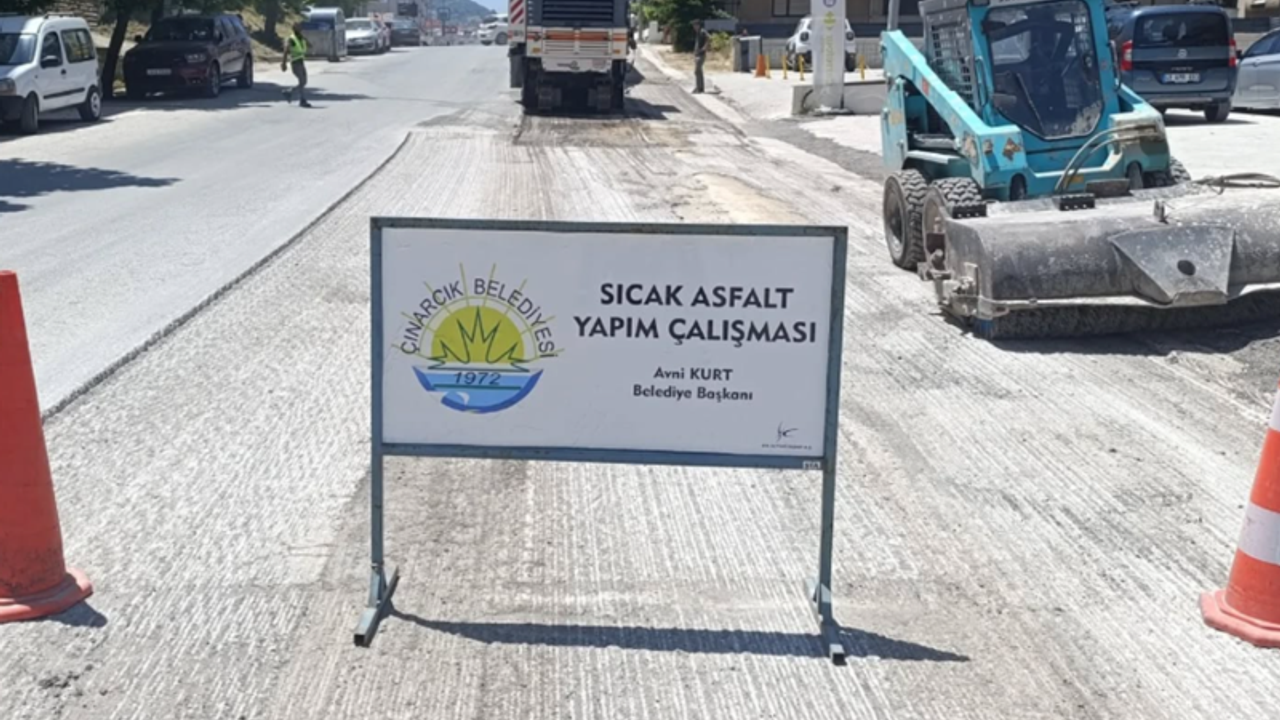 ÇINARCIK BELEDİYESİ
1972
SICAK ASFALT
YAPIM ÇALIŞMASI
Avni KURT
Belediye Başkanı